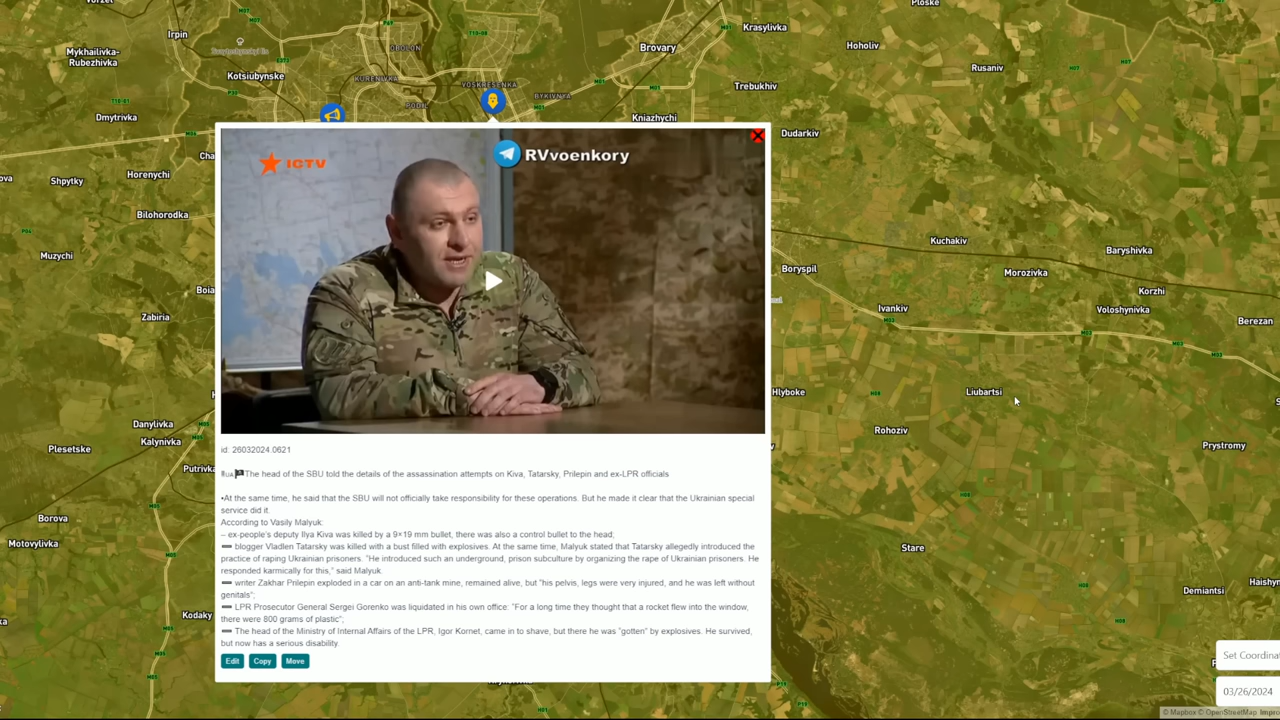 Ploske
Irpin
Krasylivka
OBOLON
Hoholiv
Brovary
Mykhailivka-
Rubezhivka
Kotsiubynske
KURENIVKA
Rusaniv
VOSKRESENKA
Trebukhiv
BYKIVNYA
Dmytrivka
Kniazhychi
Dudarkiv
ICTV
RVvoenkory
Horenychi
Shpytky
Bilohorodka
Kuchakiv
Baryshivka
Muzychi
Boryspil
Morozivka
Korzhi
Ivankiv
Voloshynivka
Zabiria
Berezan
Hlyboke
Liubartsi
Danylivka
Rohoziv
Kalynivka
Plesetske
Prystromy
id: 26032024.0621
The head of the SBU told the details of the assassination attempts on Kiva, Tatarsky, Prilepin and ex-LPR officials
•At the same time, he said that the SBU will not officially take responsibility for these operations. But he made it clear that the Ukrainian special
service did it.
According to Vasily Malyuk:
– ex-people's deputy Ilya Kiva was killed by a 9×19 mm bullet, there was also a control bullet to the head;
➖ blogger Vladlen Tatarsky was killed with a bust filled with explosives. At the same time, Malyuk stated that Tatarsky allegedly introduced the
practice of raping Ukrainian prisoners. "He introduced such an underground, prison subculture by organizing the rape of Ukrainian prisoners. He
responded karmically for this," said Malyuk.
➖ writer Zakhar Prilepin exploded in a car on an anti-tank mine, remained alive, but "his pelvis, legs were very injured, and he was left without
genitals";
➖ LPR Prosecutor General Sergei Gorenko was liquidated in his own office: "For a long time they thought that a rocket flew into the window,
there were 800 grams of plastic";
➖ The head of the Ministry of Internal Affairs of the LPR, Igor Kornet, came in to shave, but there he was "gotten" by explosives. He survived,
but now has a serious disability.
Edit Copy Move
Borova
Motovylivka
Stare
Demiantsi
Kodaky
Set Coordinat
03/26/2024
© Mapbox © OpenStreetMap Impro